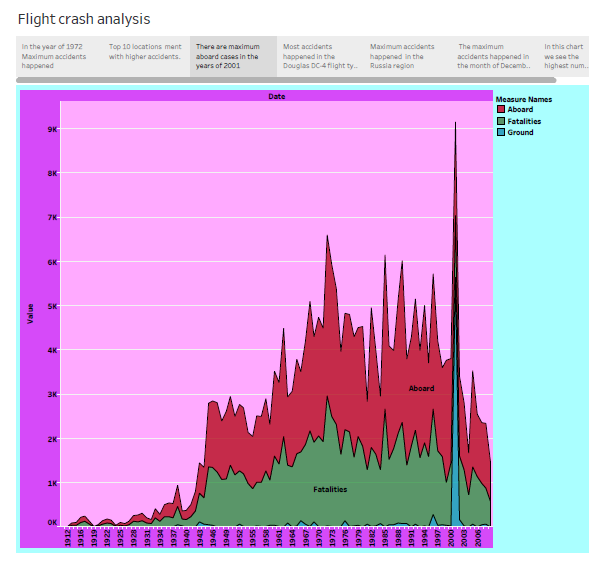 Flight crash analysis
In the year of 1972
Maximum accidents
happened
Top 10 locations ment
with higher accidents.
There are maximum
aboard cases in the
years of 2001
Most accidents
happened in the
Douglas DC-4 flight ty..
Maximum accidents
happened in the
Russia region
The maximum
accidents happened in
the month of Decemb..
In this chart
we see the
highest num..
Date
Measure Names
Aboard
Fatalities
Ground
Value
9K
8K
7K
6K
5K
4K
3K
2K
1K
0K
Aboard
Fatalities
1912
1916
1919
1922
1925
1928
1931
1934
1937
1940
1943
1946
1949
1952
1955
1958
1961
1964
1967
1970
1973
1976
1979
1982
1985
1988
1991
1994
1997
2000
2003
2006